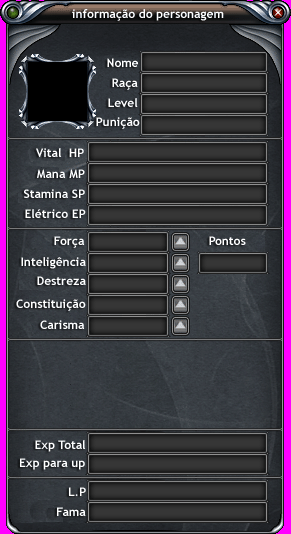 informação do personagem
Nome
Raça
Level
Punição
Vital HP
Mana MP
Stamina SP
Elétrico EP
Força
Pontos
Inteligência
Destreza
Constituição
Carisma
Exp Total
Exp para up
L.P
Fama